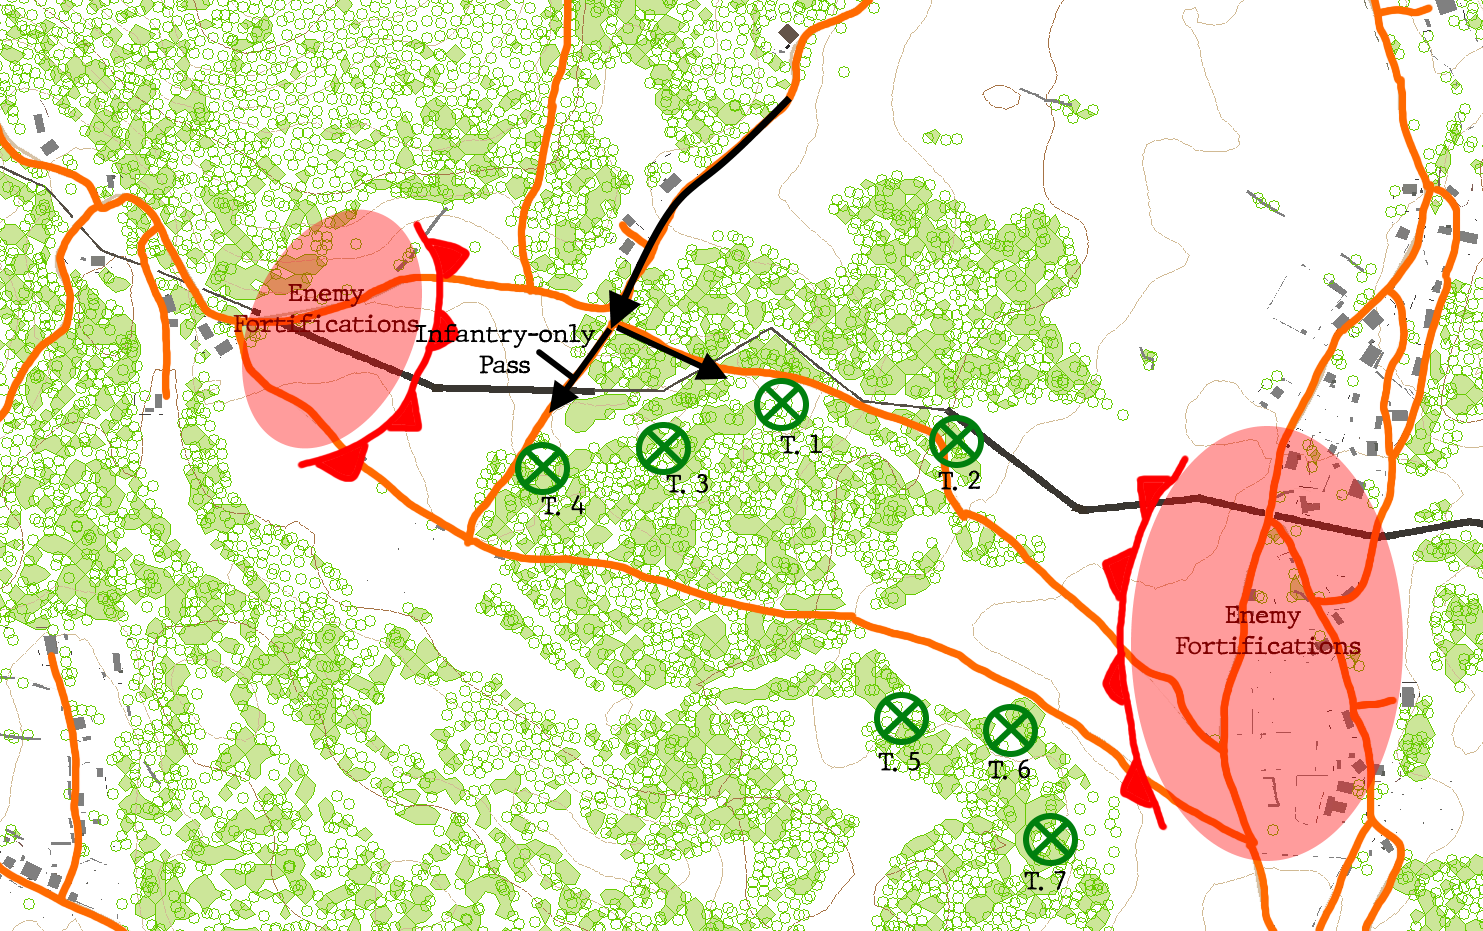 Enemy
Fortifications
Infantry-only
Pass
T. 1
T. 2
T. 3
T. 4
Enemy
Fortifications
T. 5
T. 6
T. 7